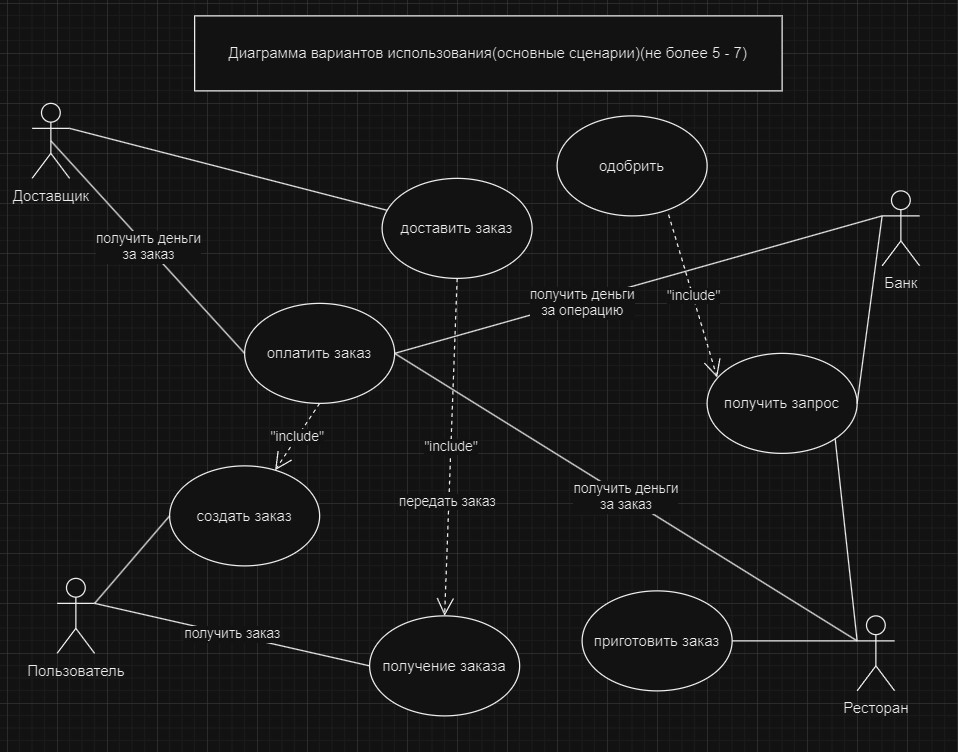 Диаграмма вариантов использования(основные сценарии)(не более 5 - 7)
одобрить
Доставщик
доставить заказ
получить деньги
за заказ
Банк
"include"
получить деньги
за операцию
оплатить заказ
получить запрос
"include"
"include"
получить деньги
за заказ
передать заказ
создать заказ
получить заказ
приготовить заказ
Пользователь
получение заказа
Ресторан